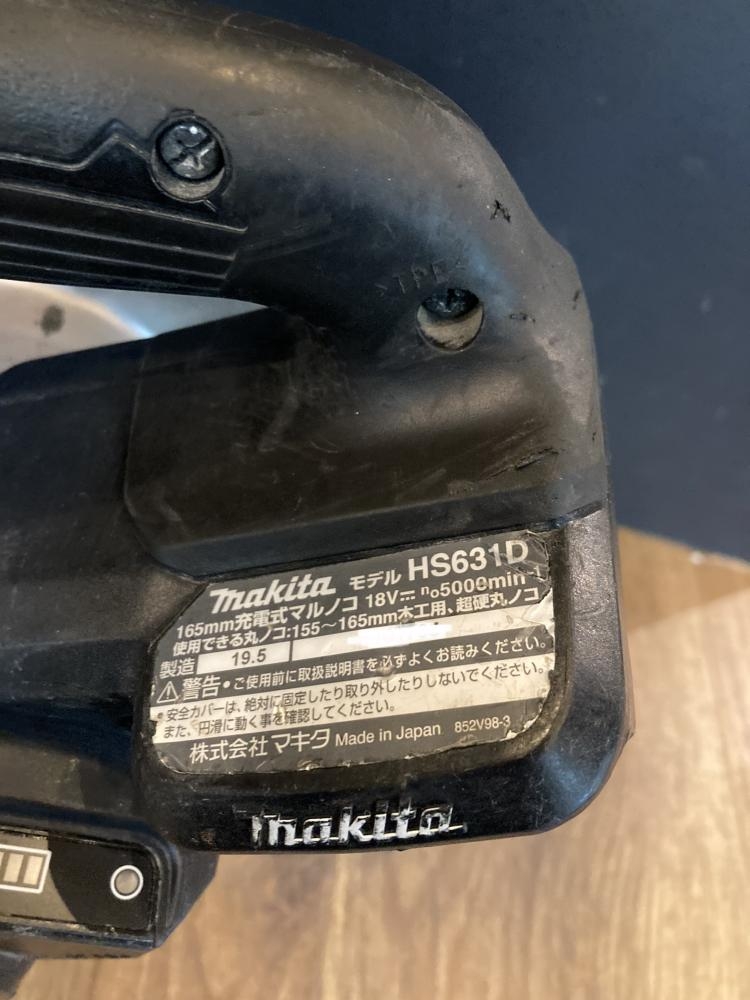 >TPE<
makita モデル HS631D
165mm充電式マルノコ 18V⎓ n₀5000min⁻¹
使用できる丸ノコ:155～165mm木工用、超硬丸ノコ
製造 19.5
⚠警告・ご使用前に取扱説明書を必ずよくお読みください。
・安全カバーは、絶対に固定したり取り外したりしないでください。
また、円滑に動く事を確認してください。
株式会社マキタ Made in Japan 852V98-3
makita